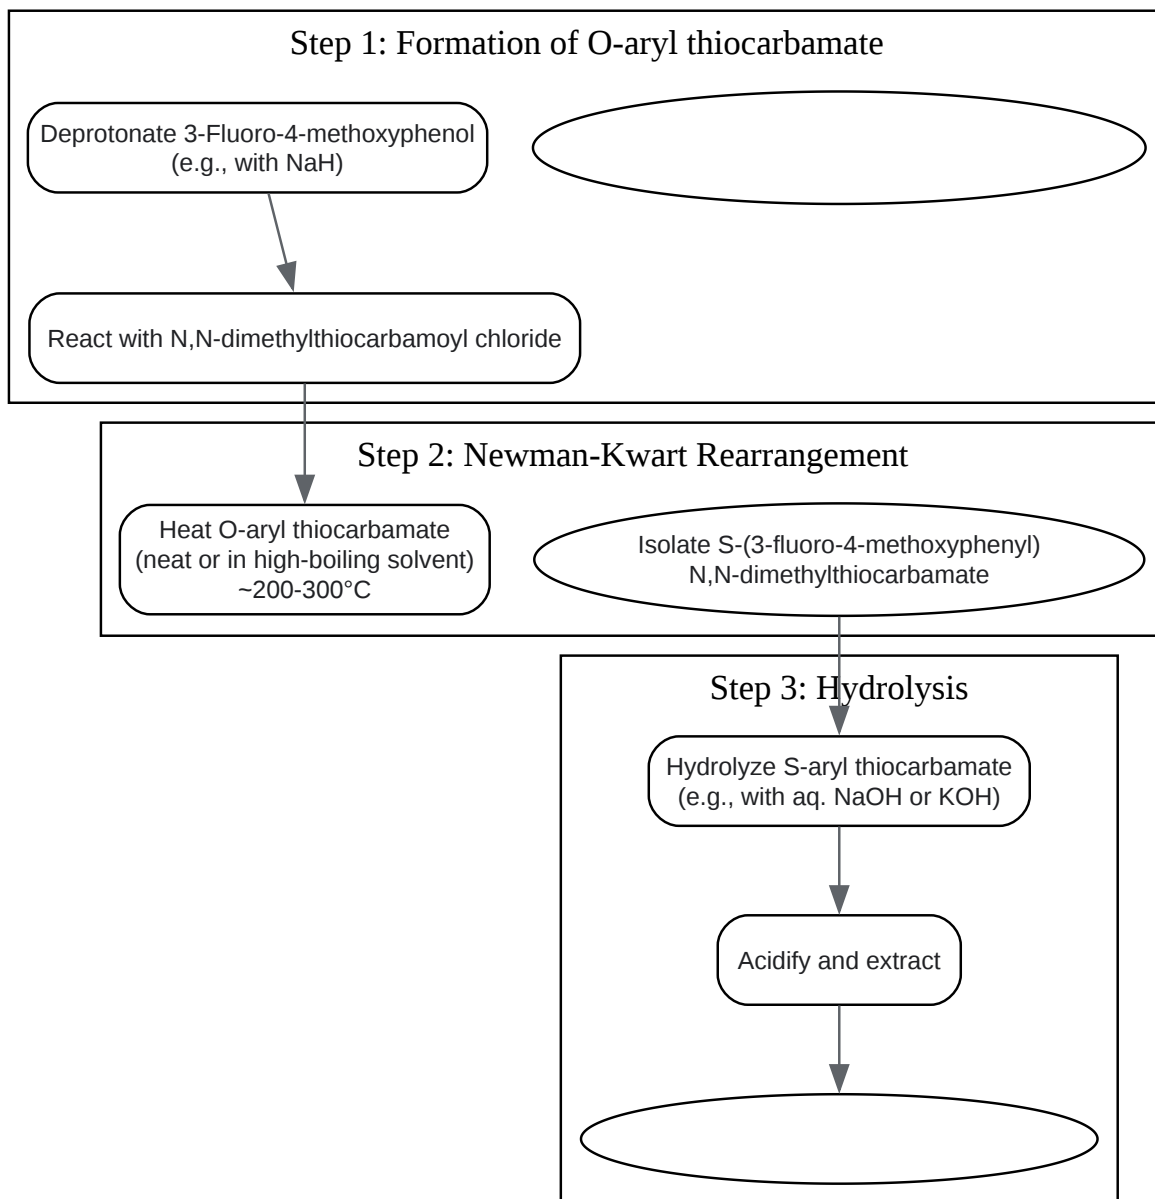 Step 1: Formation of O-aryl thiocarbamate
Deprotonate 3-Fluoro-4-methoxyphenol
(e.g., with NaH)
React with N,N-dimethylthiocarbamoyl chloride
Step 2: Newman-Kwart Rearrangement
Heat O-aryl thiocarbamate
(neat or in high-boiling solvent)
~200-300°C
Isolate S-(3-fluoro-4-methoxyphenyl)
N,N-dimethylthiocarbamate
Step 3: Hydrolysis
Hydrolyze S-aryl thiocarbamate
(e.g., with aq. NaOH or KOH)
Acidify and extract